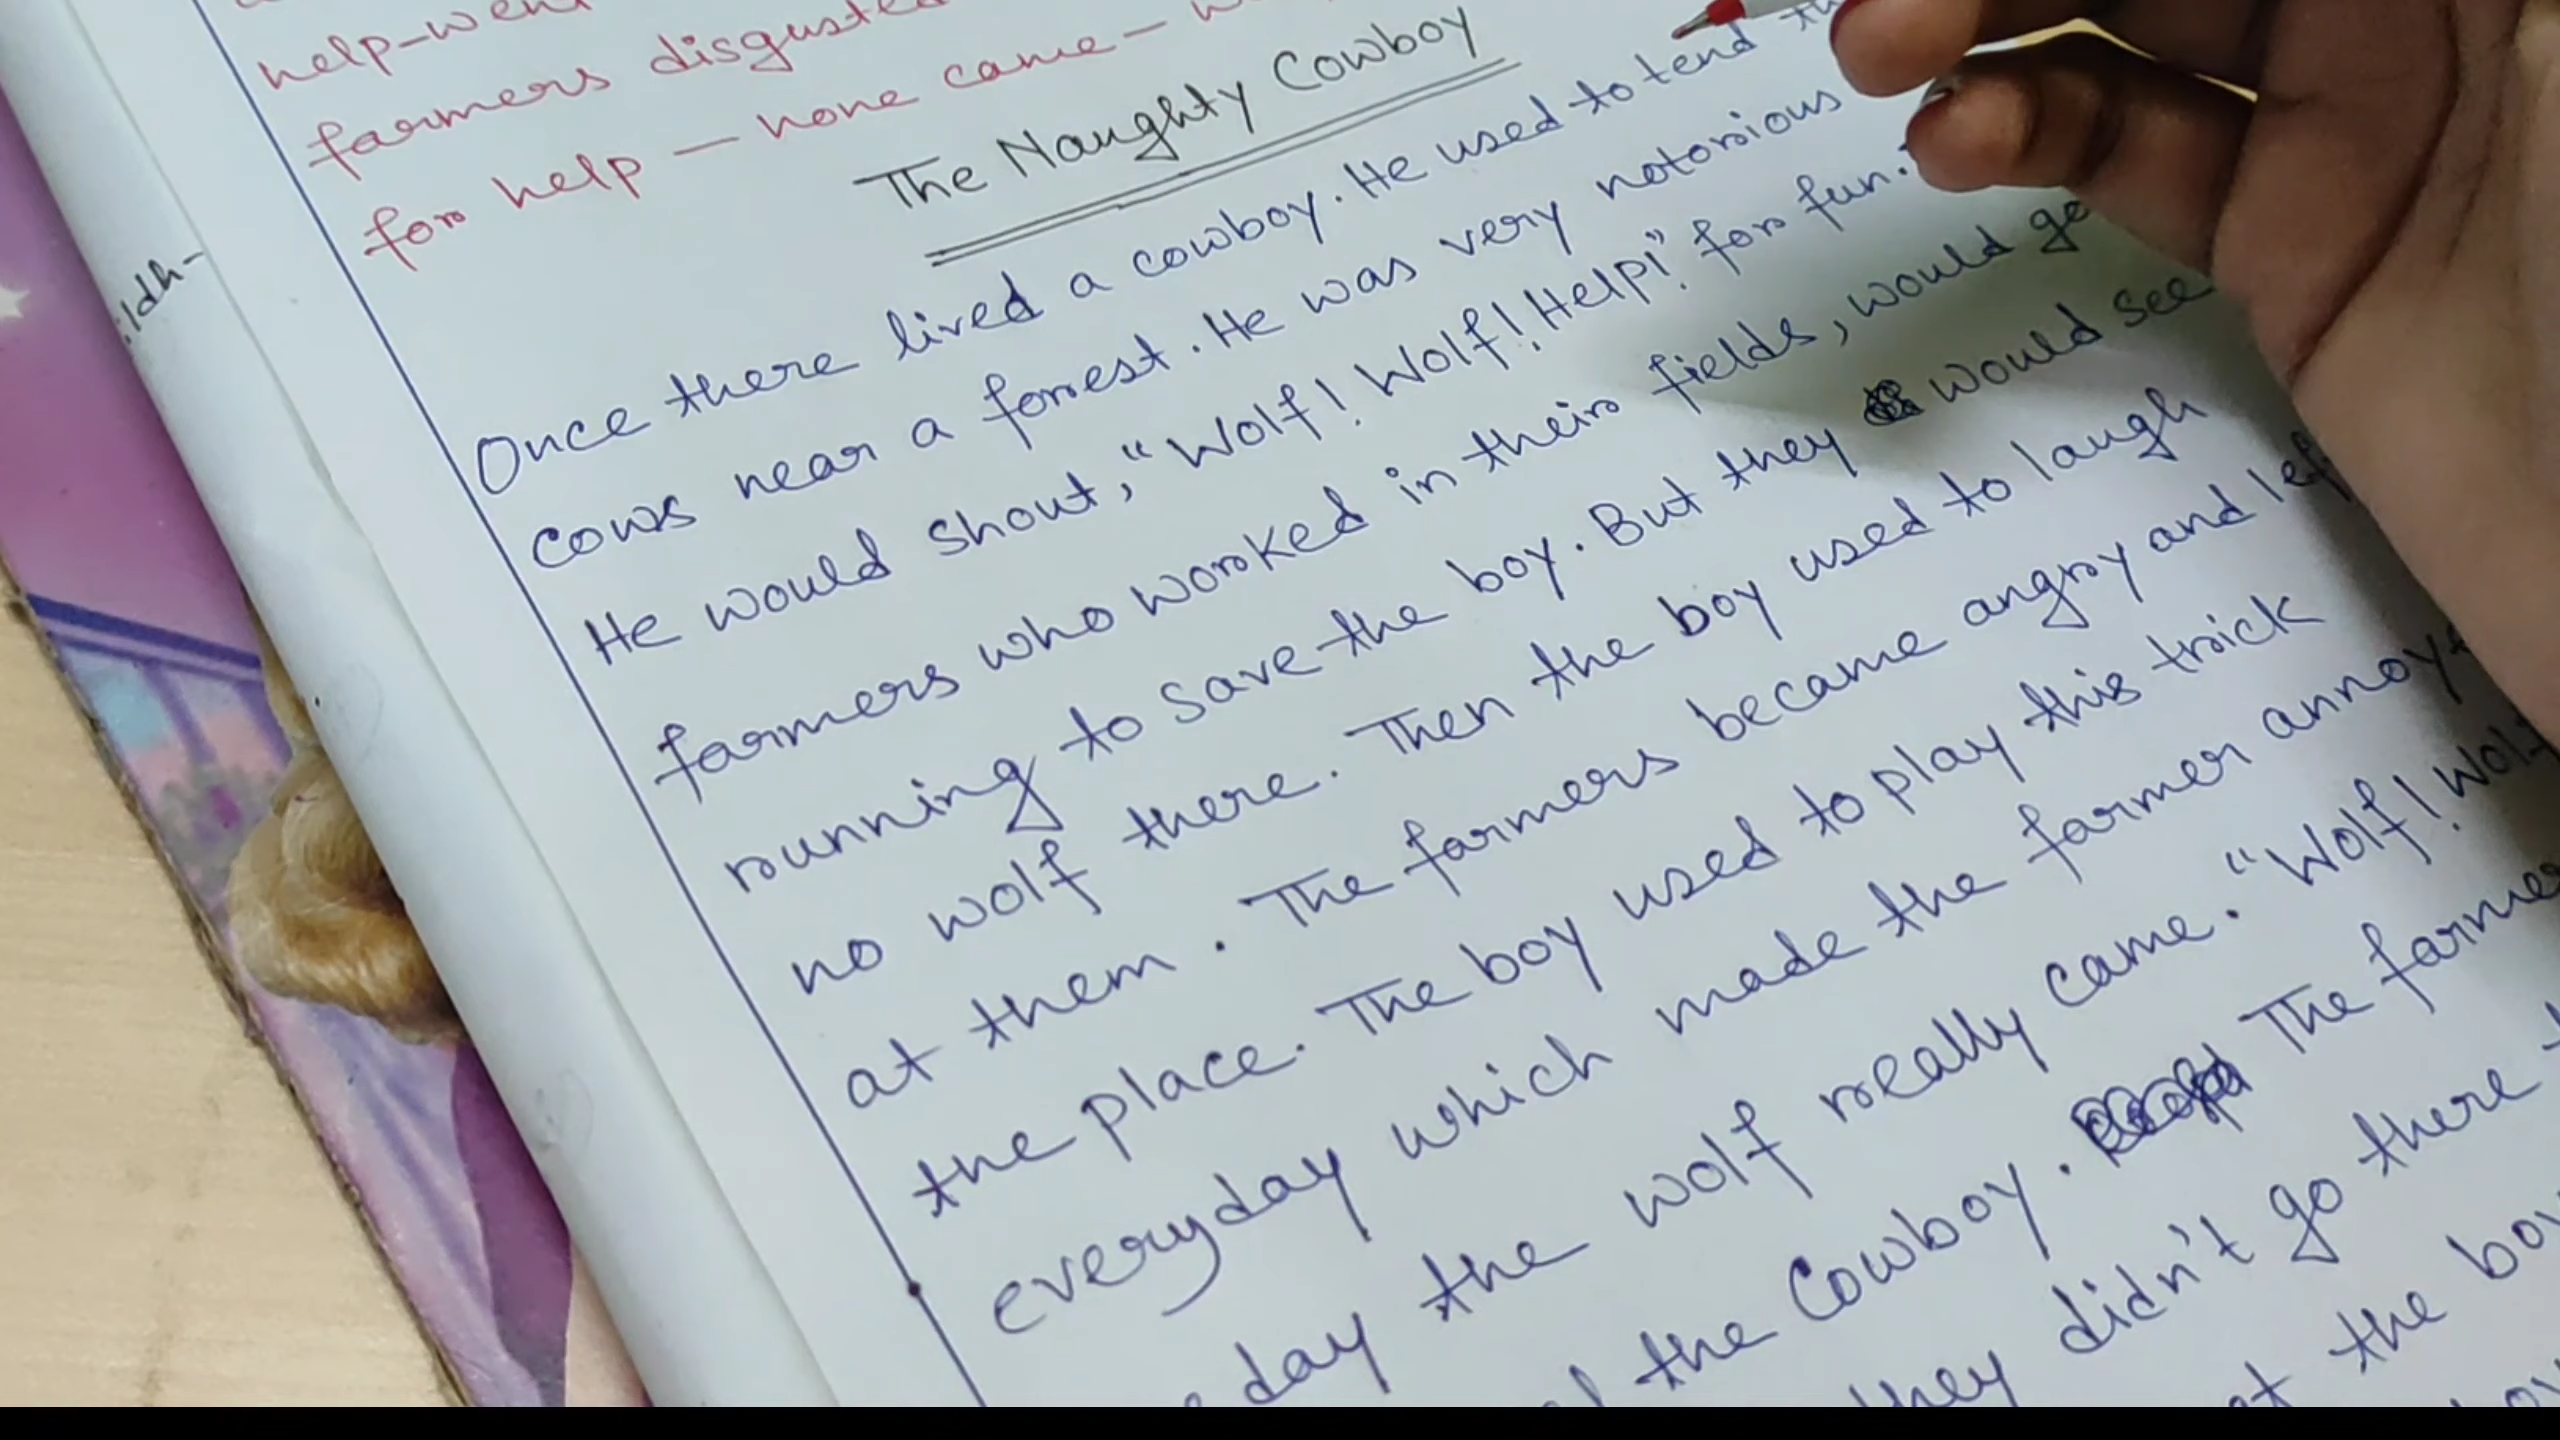 help-went
farmers disgusted
for help — none came —
The Naughty Cowboy
Once there lived a cowboy. He used to tend
cows near a forest. He was very notorious
He would shout, "Wolf! Wolf! Help!" for fun.
farmers who worked in their fields, would go
running to save the boy. But they would see
no wolf there. Then the boy used to laugh
at them. The farmers became angry and left
the place. The boy used to play this trick
everyday which made the farmer
day the wolf really came. "Wolf! Wolf
the Cowboy. The farmer
they didn't go there
at the boy